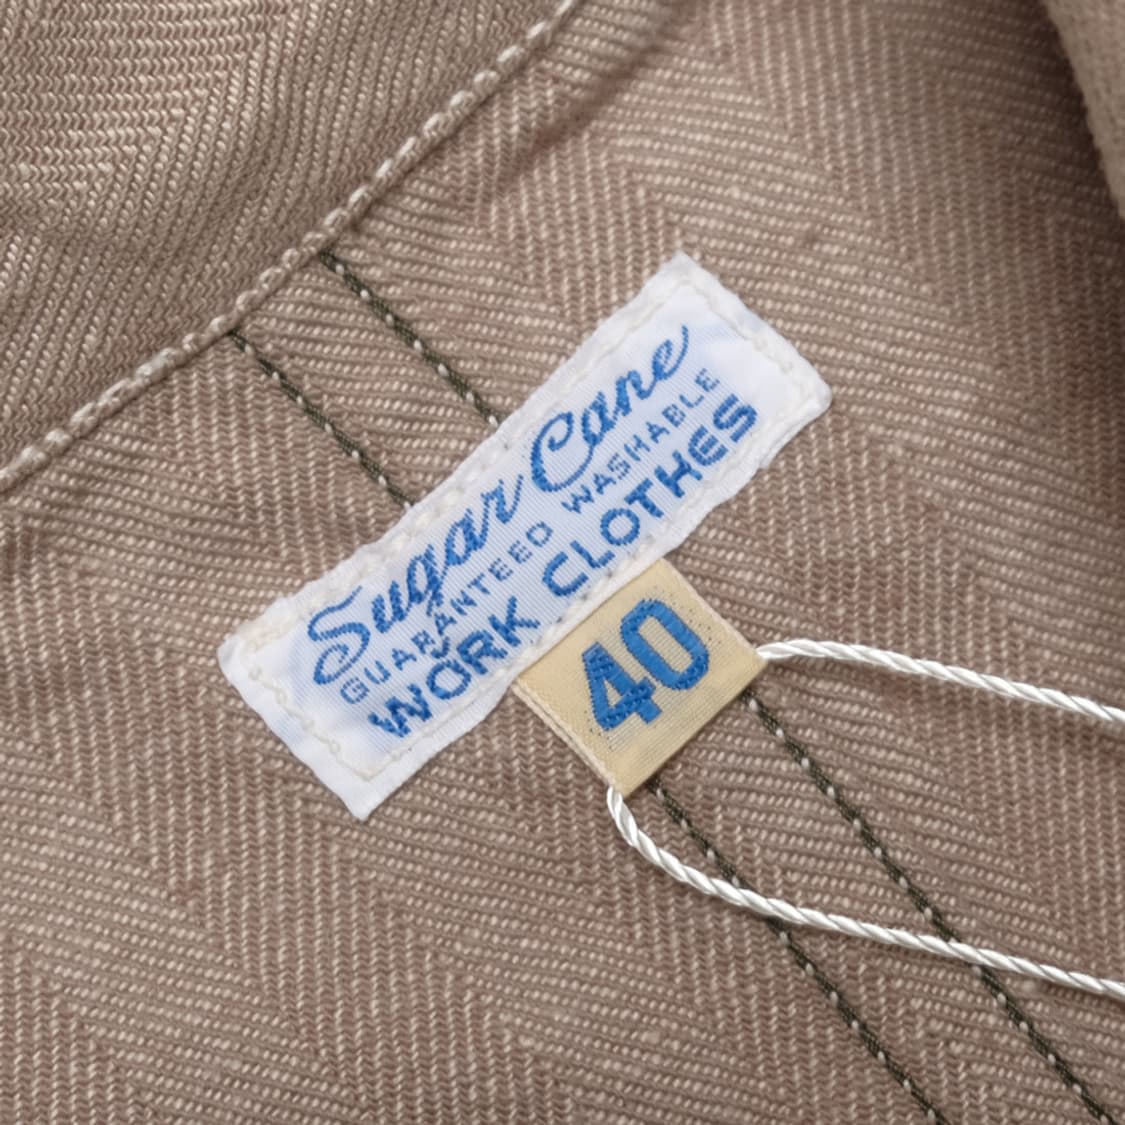 Sugar Cane
GUARANTEED WASHABLE
WORK CLOTHES
40